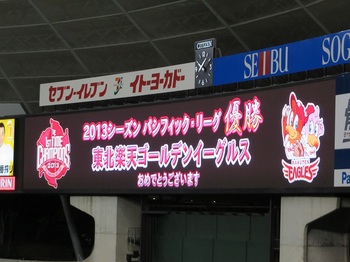 セブン-イレブン イトーヨーカドー
SEIBU SOG
2013シーズン パシフィック・リーグ 優勝
東北楽天ゴールデンイーグルス
おめでとうございます
CHAMPIONS
2013
EAGLES